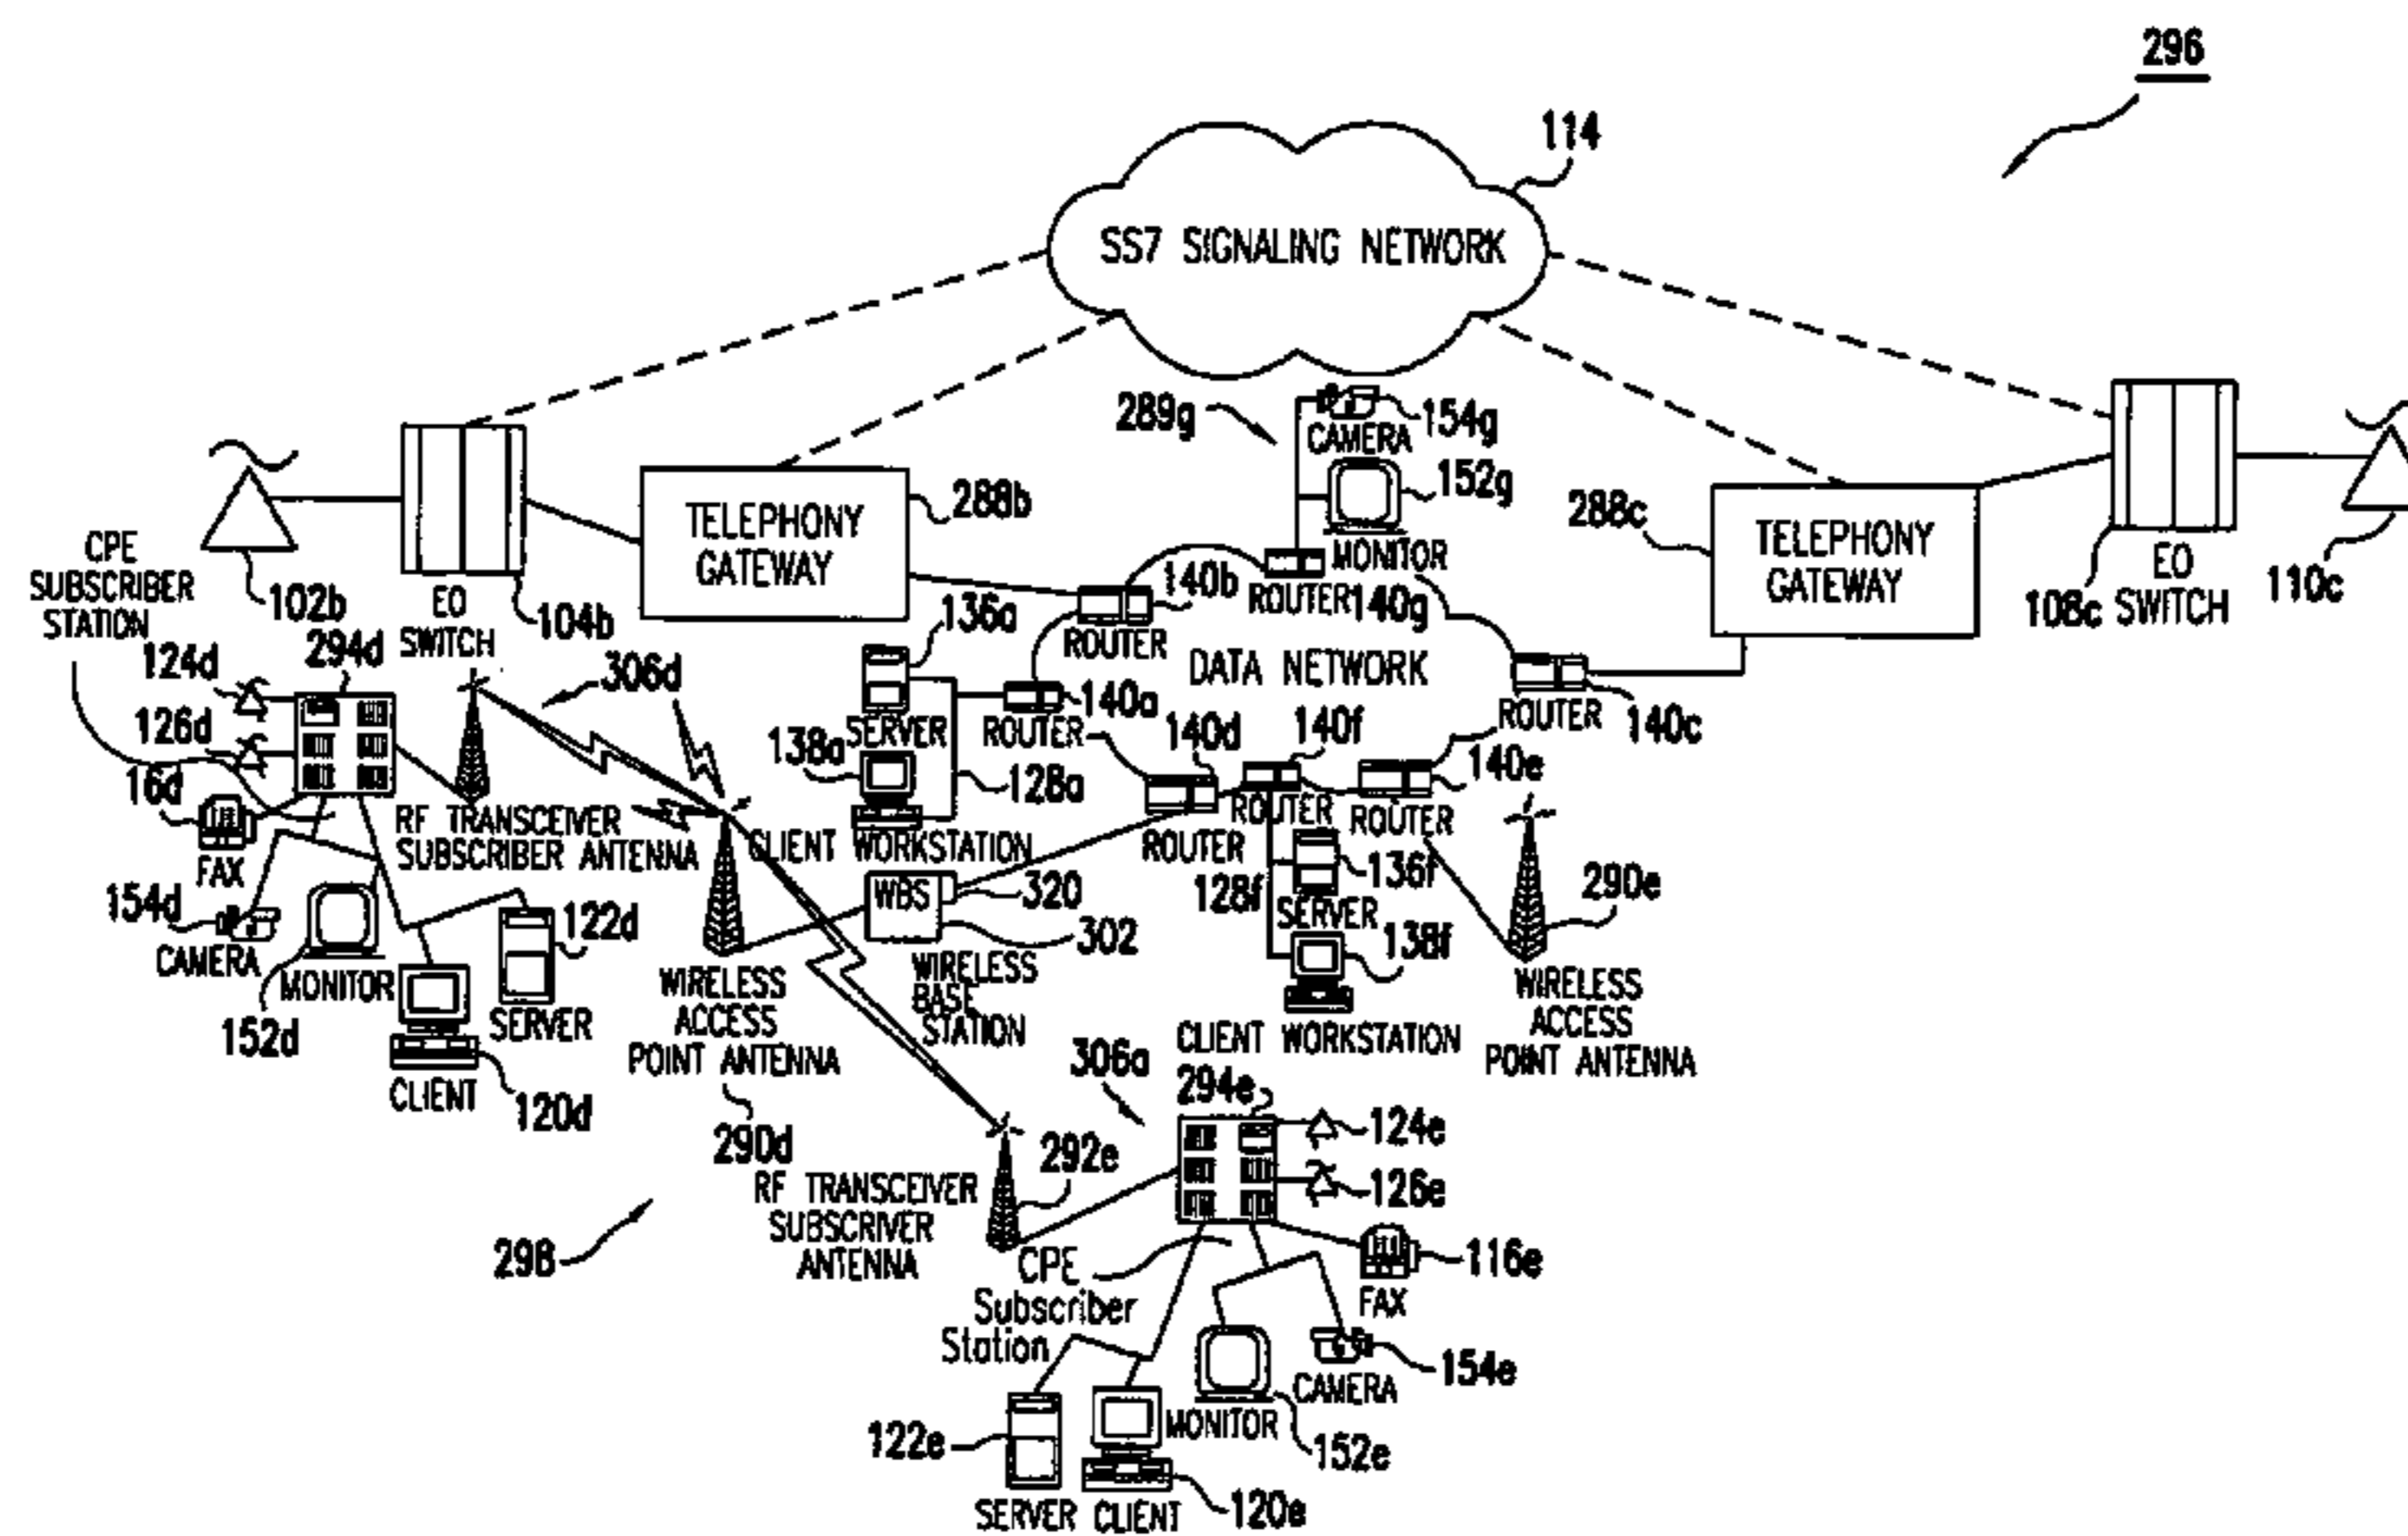 296
114
SS7 SIGNALING NETWORK
289g
154g
CAMERA
152g
MONITOR
288b
TELEPHONY
GATEWAY
288c
TELEPHONY
GATEWAY
CPE
SUBSCRIBER
STATION
102b
EO
SWITCH
104b
140b
ROUTER
ROUTER
140g
108c
EO
SWITCH
110c
136a
SERVER
DATA NETWORK
124d
294d
306d
140a
ROUTER
ROUTER
140c
126d
138a
128a
140d
140f
140e
16d
FAX
RF TRANSCEIVER
SUBSCRIBER ANTENNA
CLIENT WORKSTATION
ROUTER
ROUTER
ROUTER
154d
CAMERA
122d
WBS
320
302
WIRELESS
BASE
STATION
128f
136f
SERVER
138f
290e
MONITOR
152d
SERVER
CLIENT
120d
WIRELESS
ACCESS
POINT ANTENNA
290d
CLIENT WORKSTATION
WIRELESS
ACCESS
POINT ANTENNA
306a
294e
124e
126e
292e
RF TRANSCEIVER
SUBSCRIVER
ANTENNA
298
CPE
Subscriber
Station
116e
FAX
154e
CAMERA
MONITOR
152e
122e
SERVER
CLIENT
120e